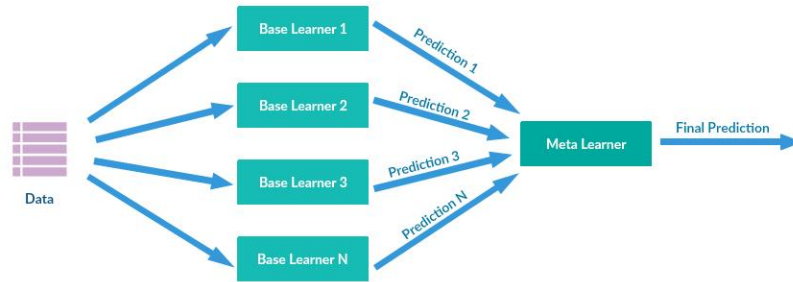 Data
Base Learner 1
Base Learner 2
Base Learner 3
Base Learner N
Prediction 1
Prediction 2
Prediction 3
Prediction N
Meta Learner
Final Prediction